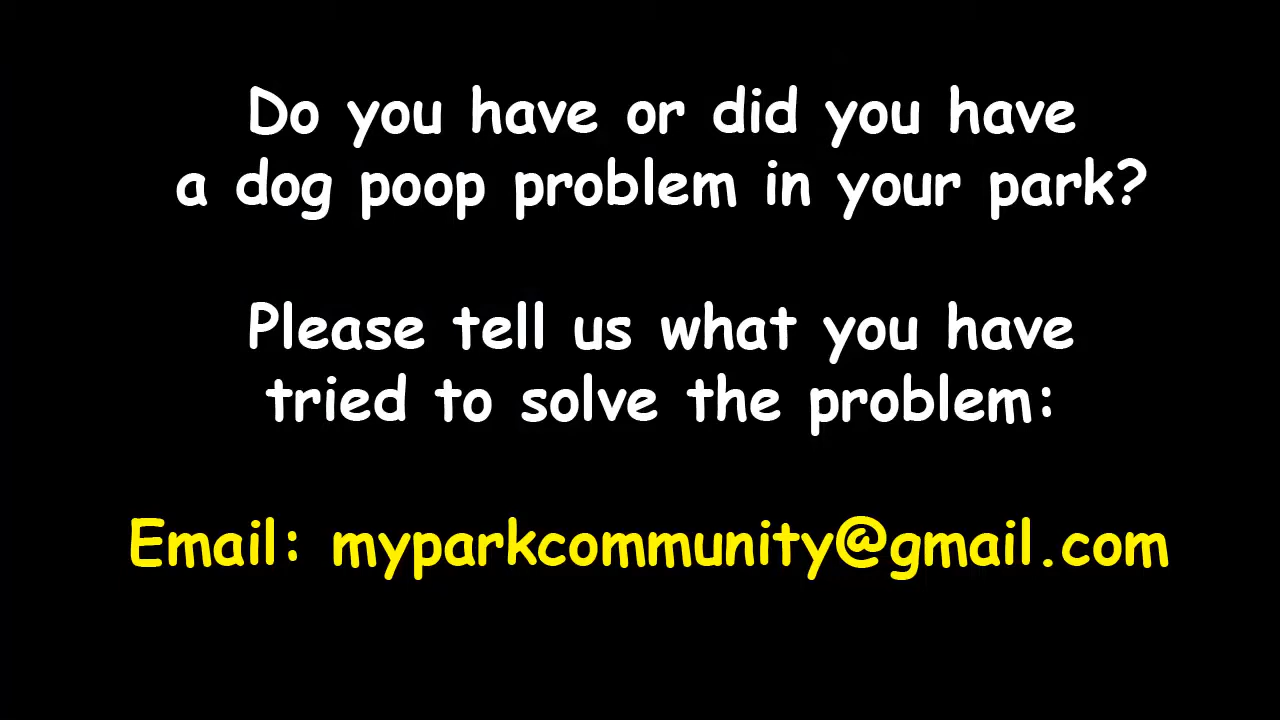 Do you have or did you have
a dog poop problem in your park?
Please tell us what you have
tried to solve the problem:
Email: myparkcommunity@gmail.com